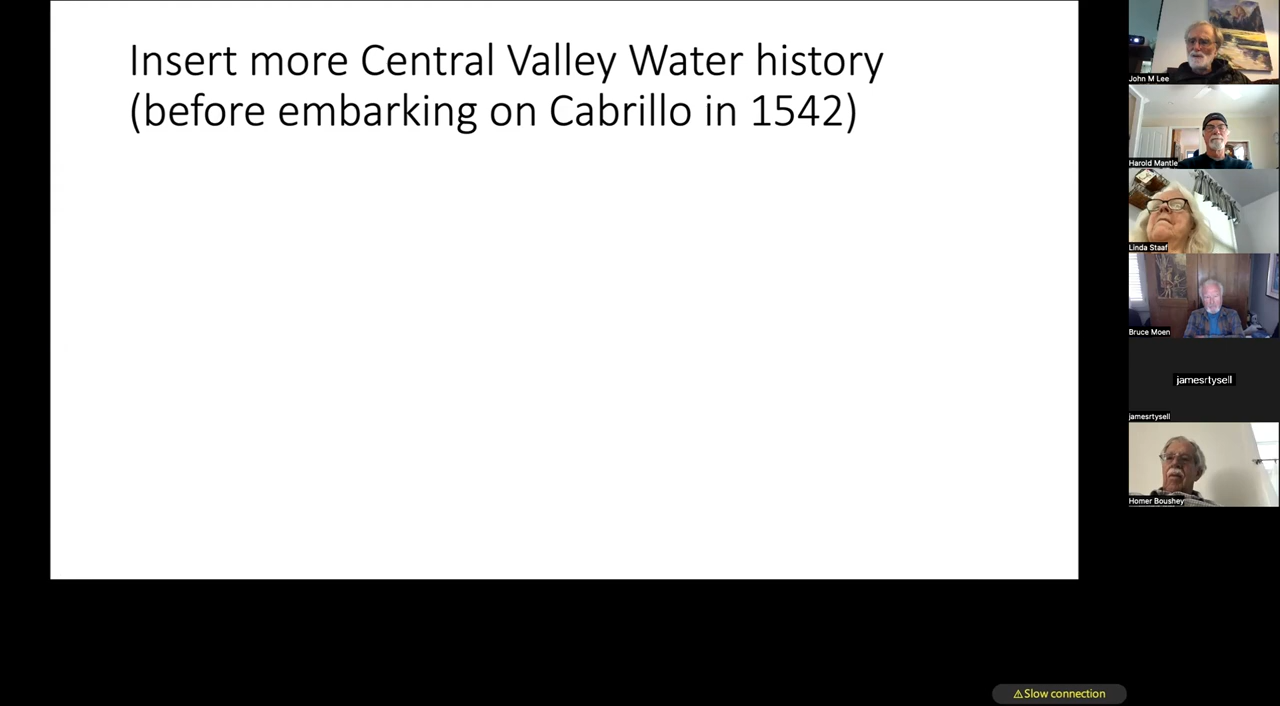 Insert more Central Valley Water history
(before embarking on Cabrillo in 1542)
John M Lee
Harold Mantle
Linda Staaf
Bruce Moen
jamesrtysell
jamesrtysell
Homer Boushey
⚠Slow connection